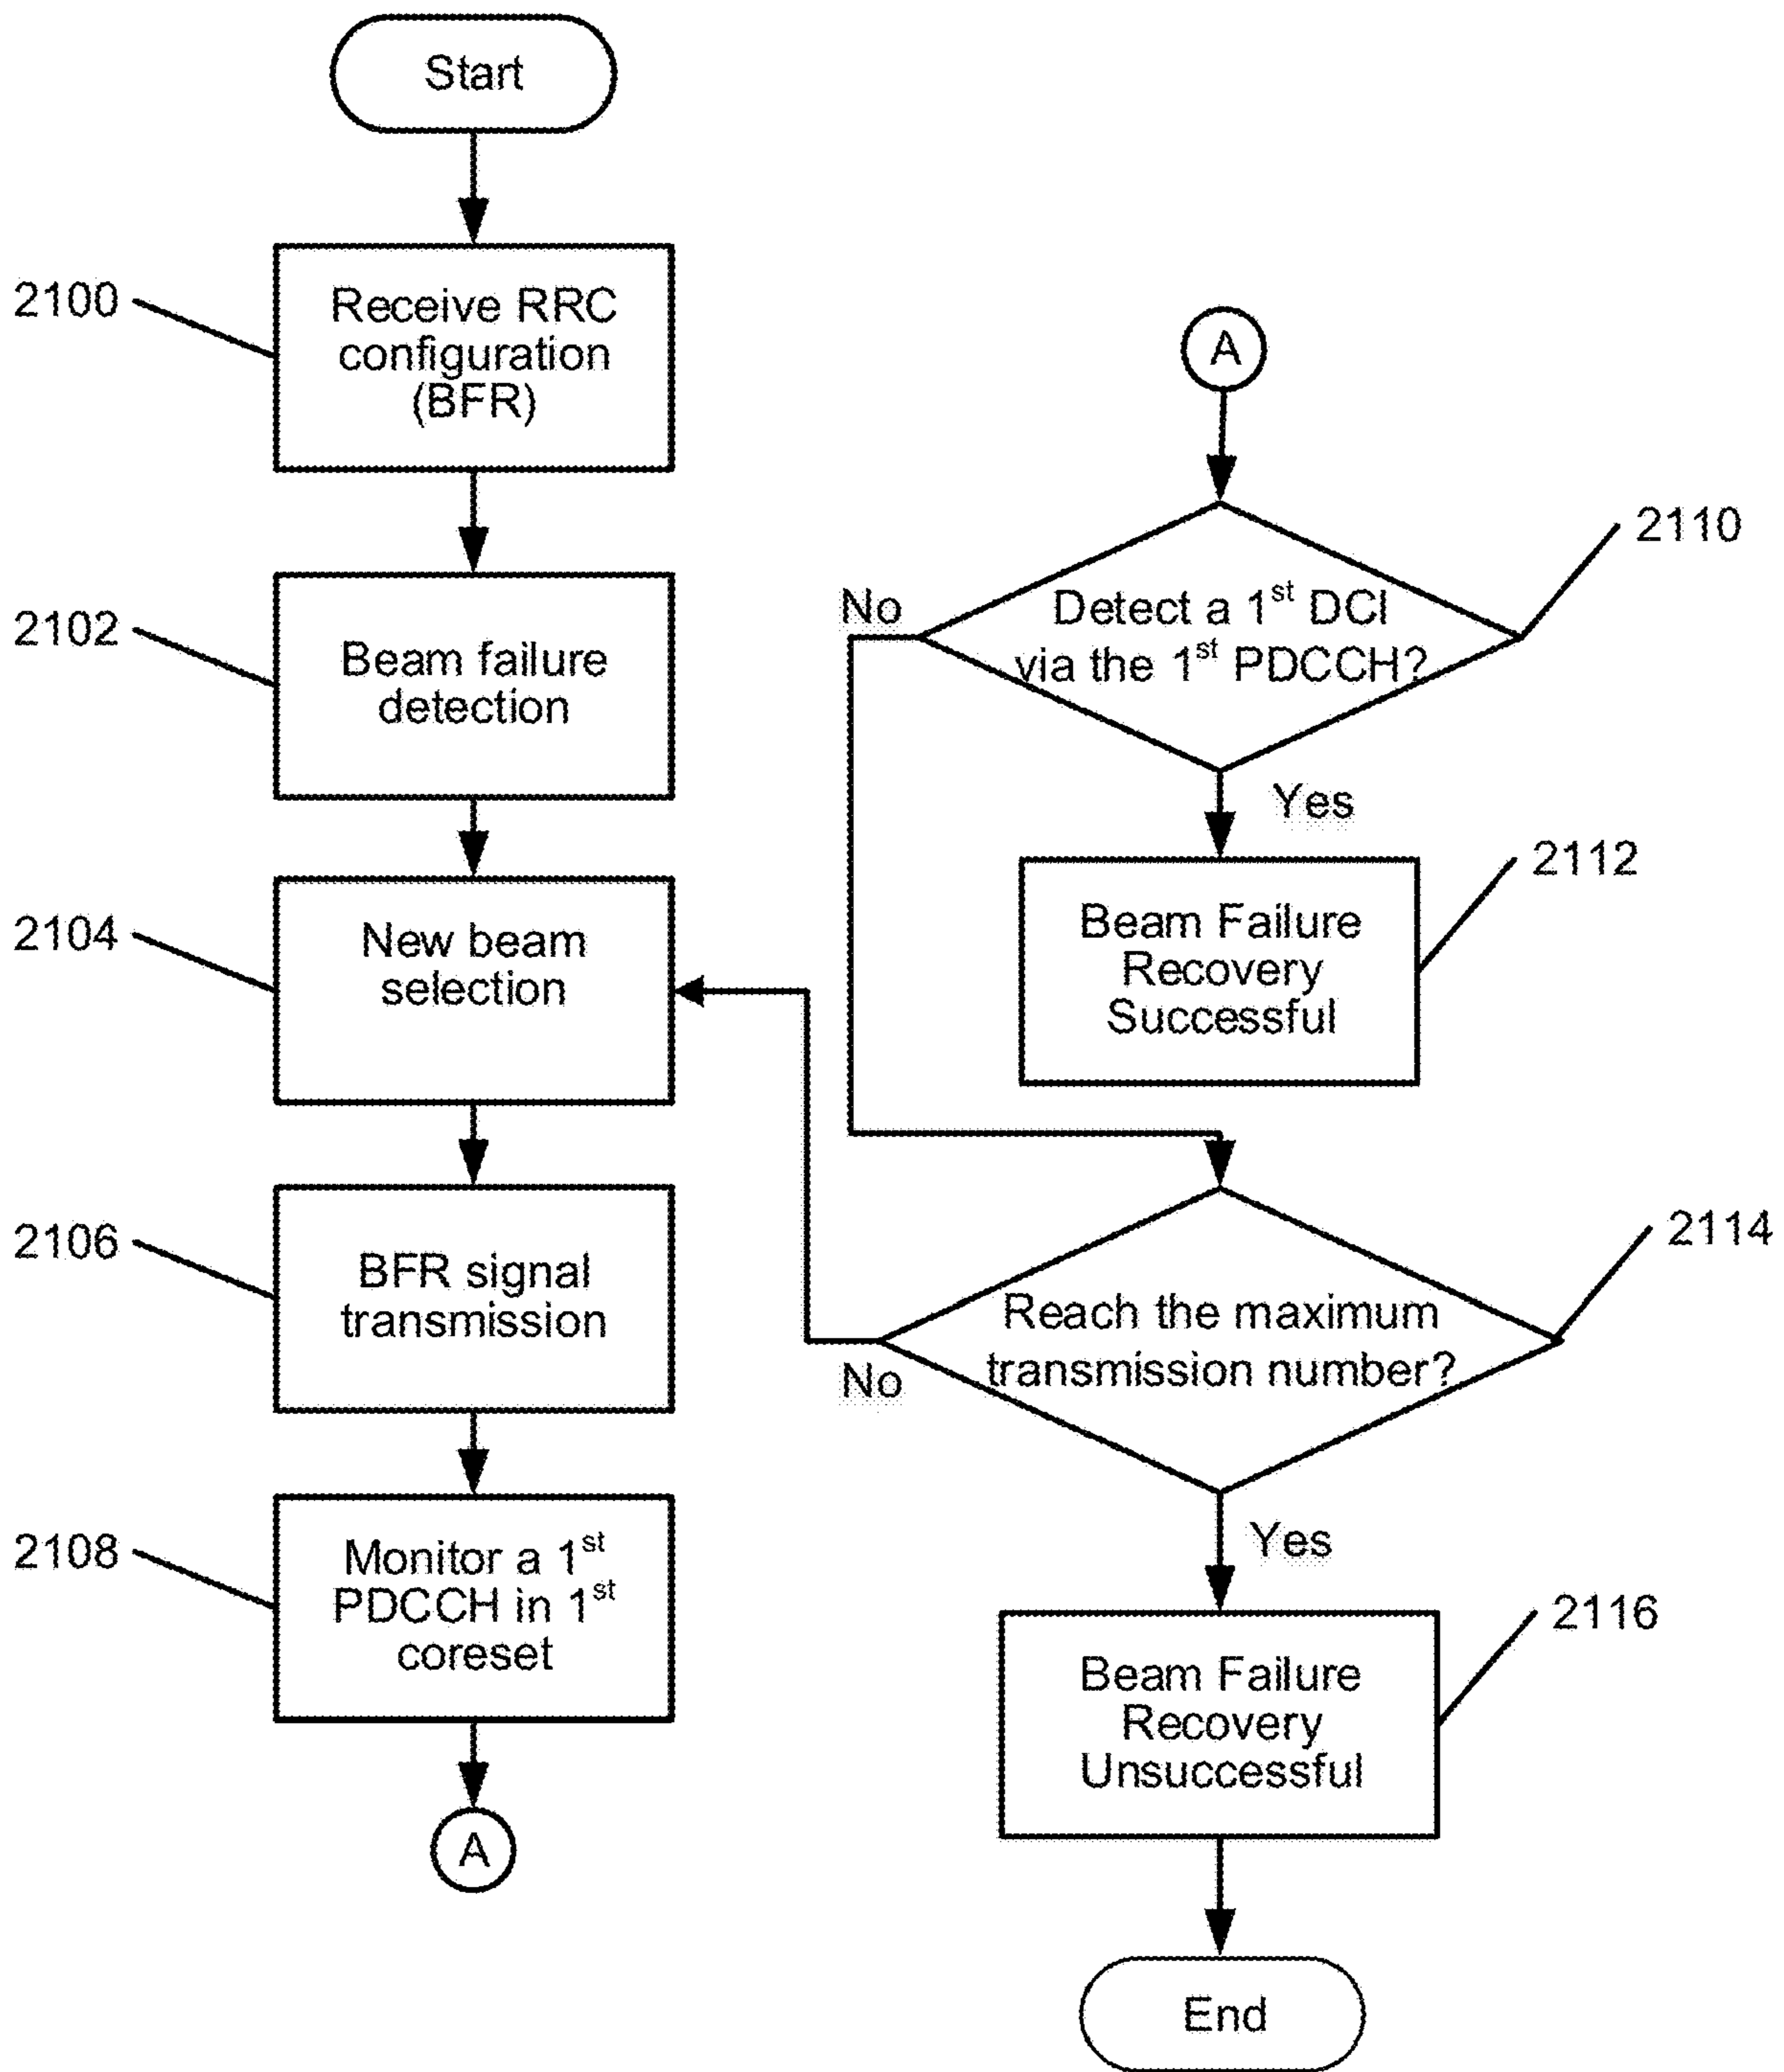 Start
2100
Receive RRC
configuration
(BFR)
2102
Beam failure
detection
2104
New beam
selection
2106
BFR signal
transmission
2108
Monitor a 1st
PDCCH in 1st
coreset
A
A
2110
Detect a 1st DCI
via the 1st PDCCH?
No
Yes
2112
Beam Failure
Recovery
Successful
2114
Reach the maximum
transmission number?
No
Yes
2116
Beam Failure
Recovery
Unsuccessful
End